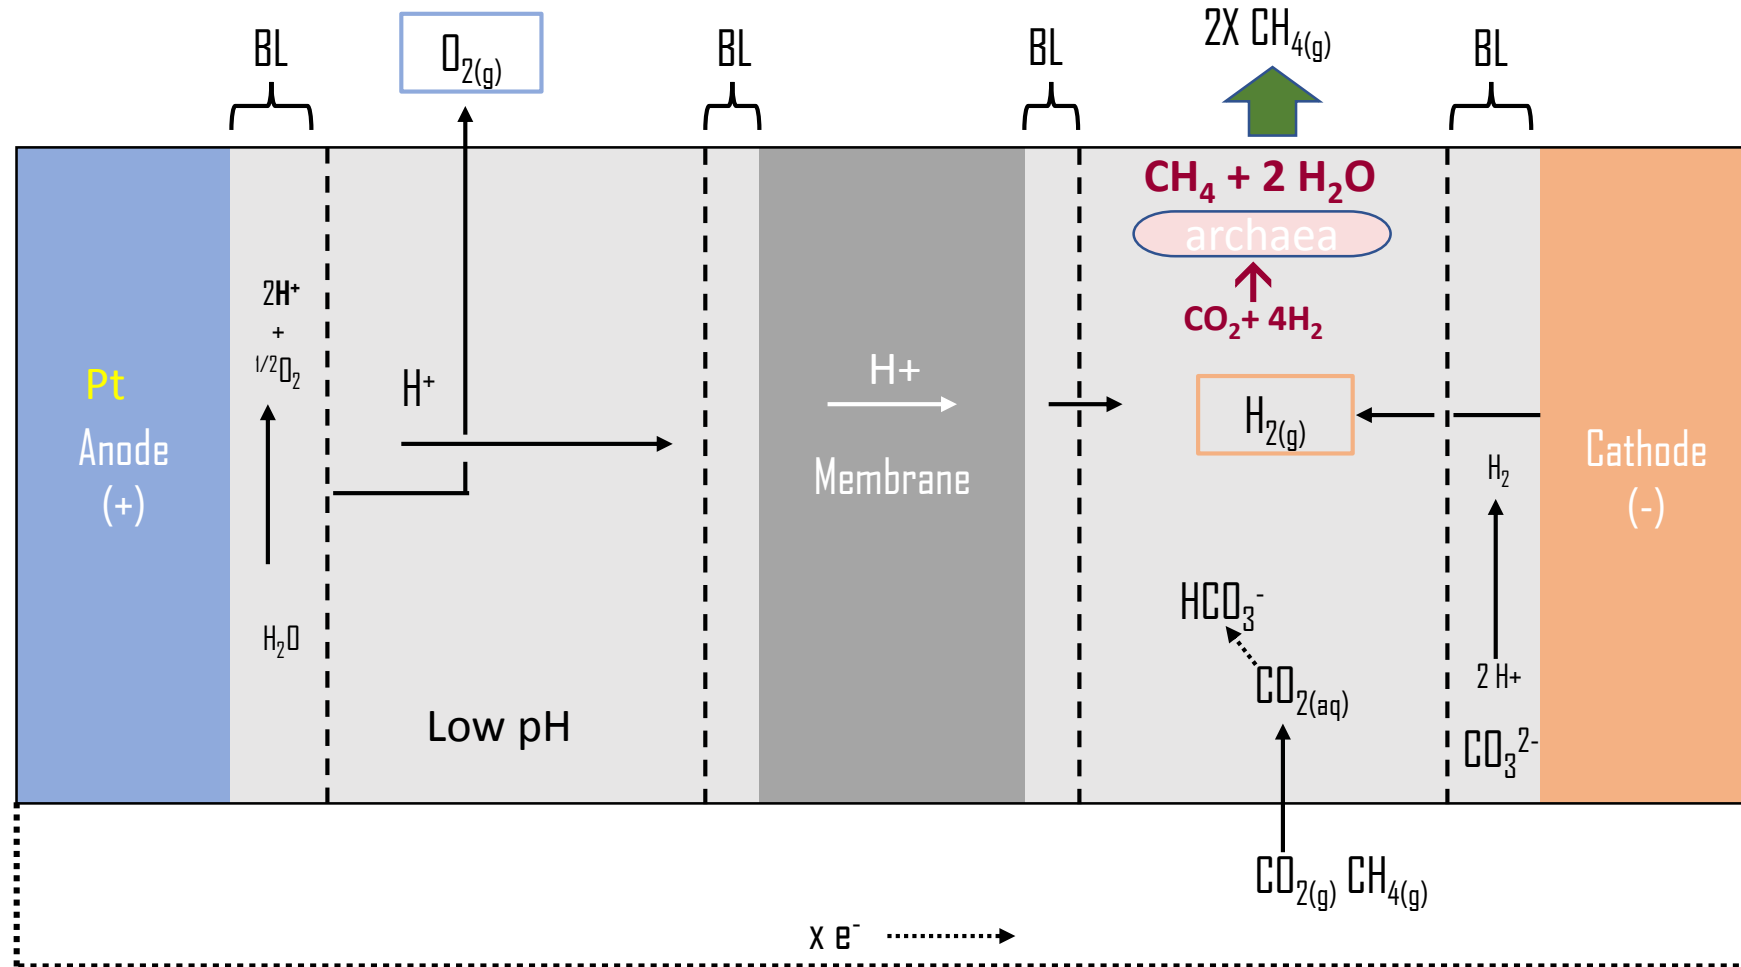 BL
O₂(g)
BL
BL
2X CH₄(g)
BL
CH₄ + 2 H₂O
archaea
CO₂+ 4H₂
2H⁺
+
1/2O₂
Pt
Anode
(+)
H⁺
H+
Membrane
H₂(g)
Cathode
(-)
H₂
H₂O
Low pH
HCO₃⁻
CO₂(aq)
2 H+
CO₃²⁻
CO₂(g) CH₄(g)
x e⁻